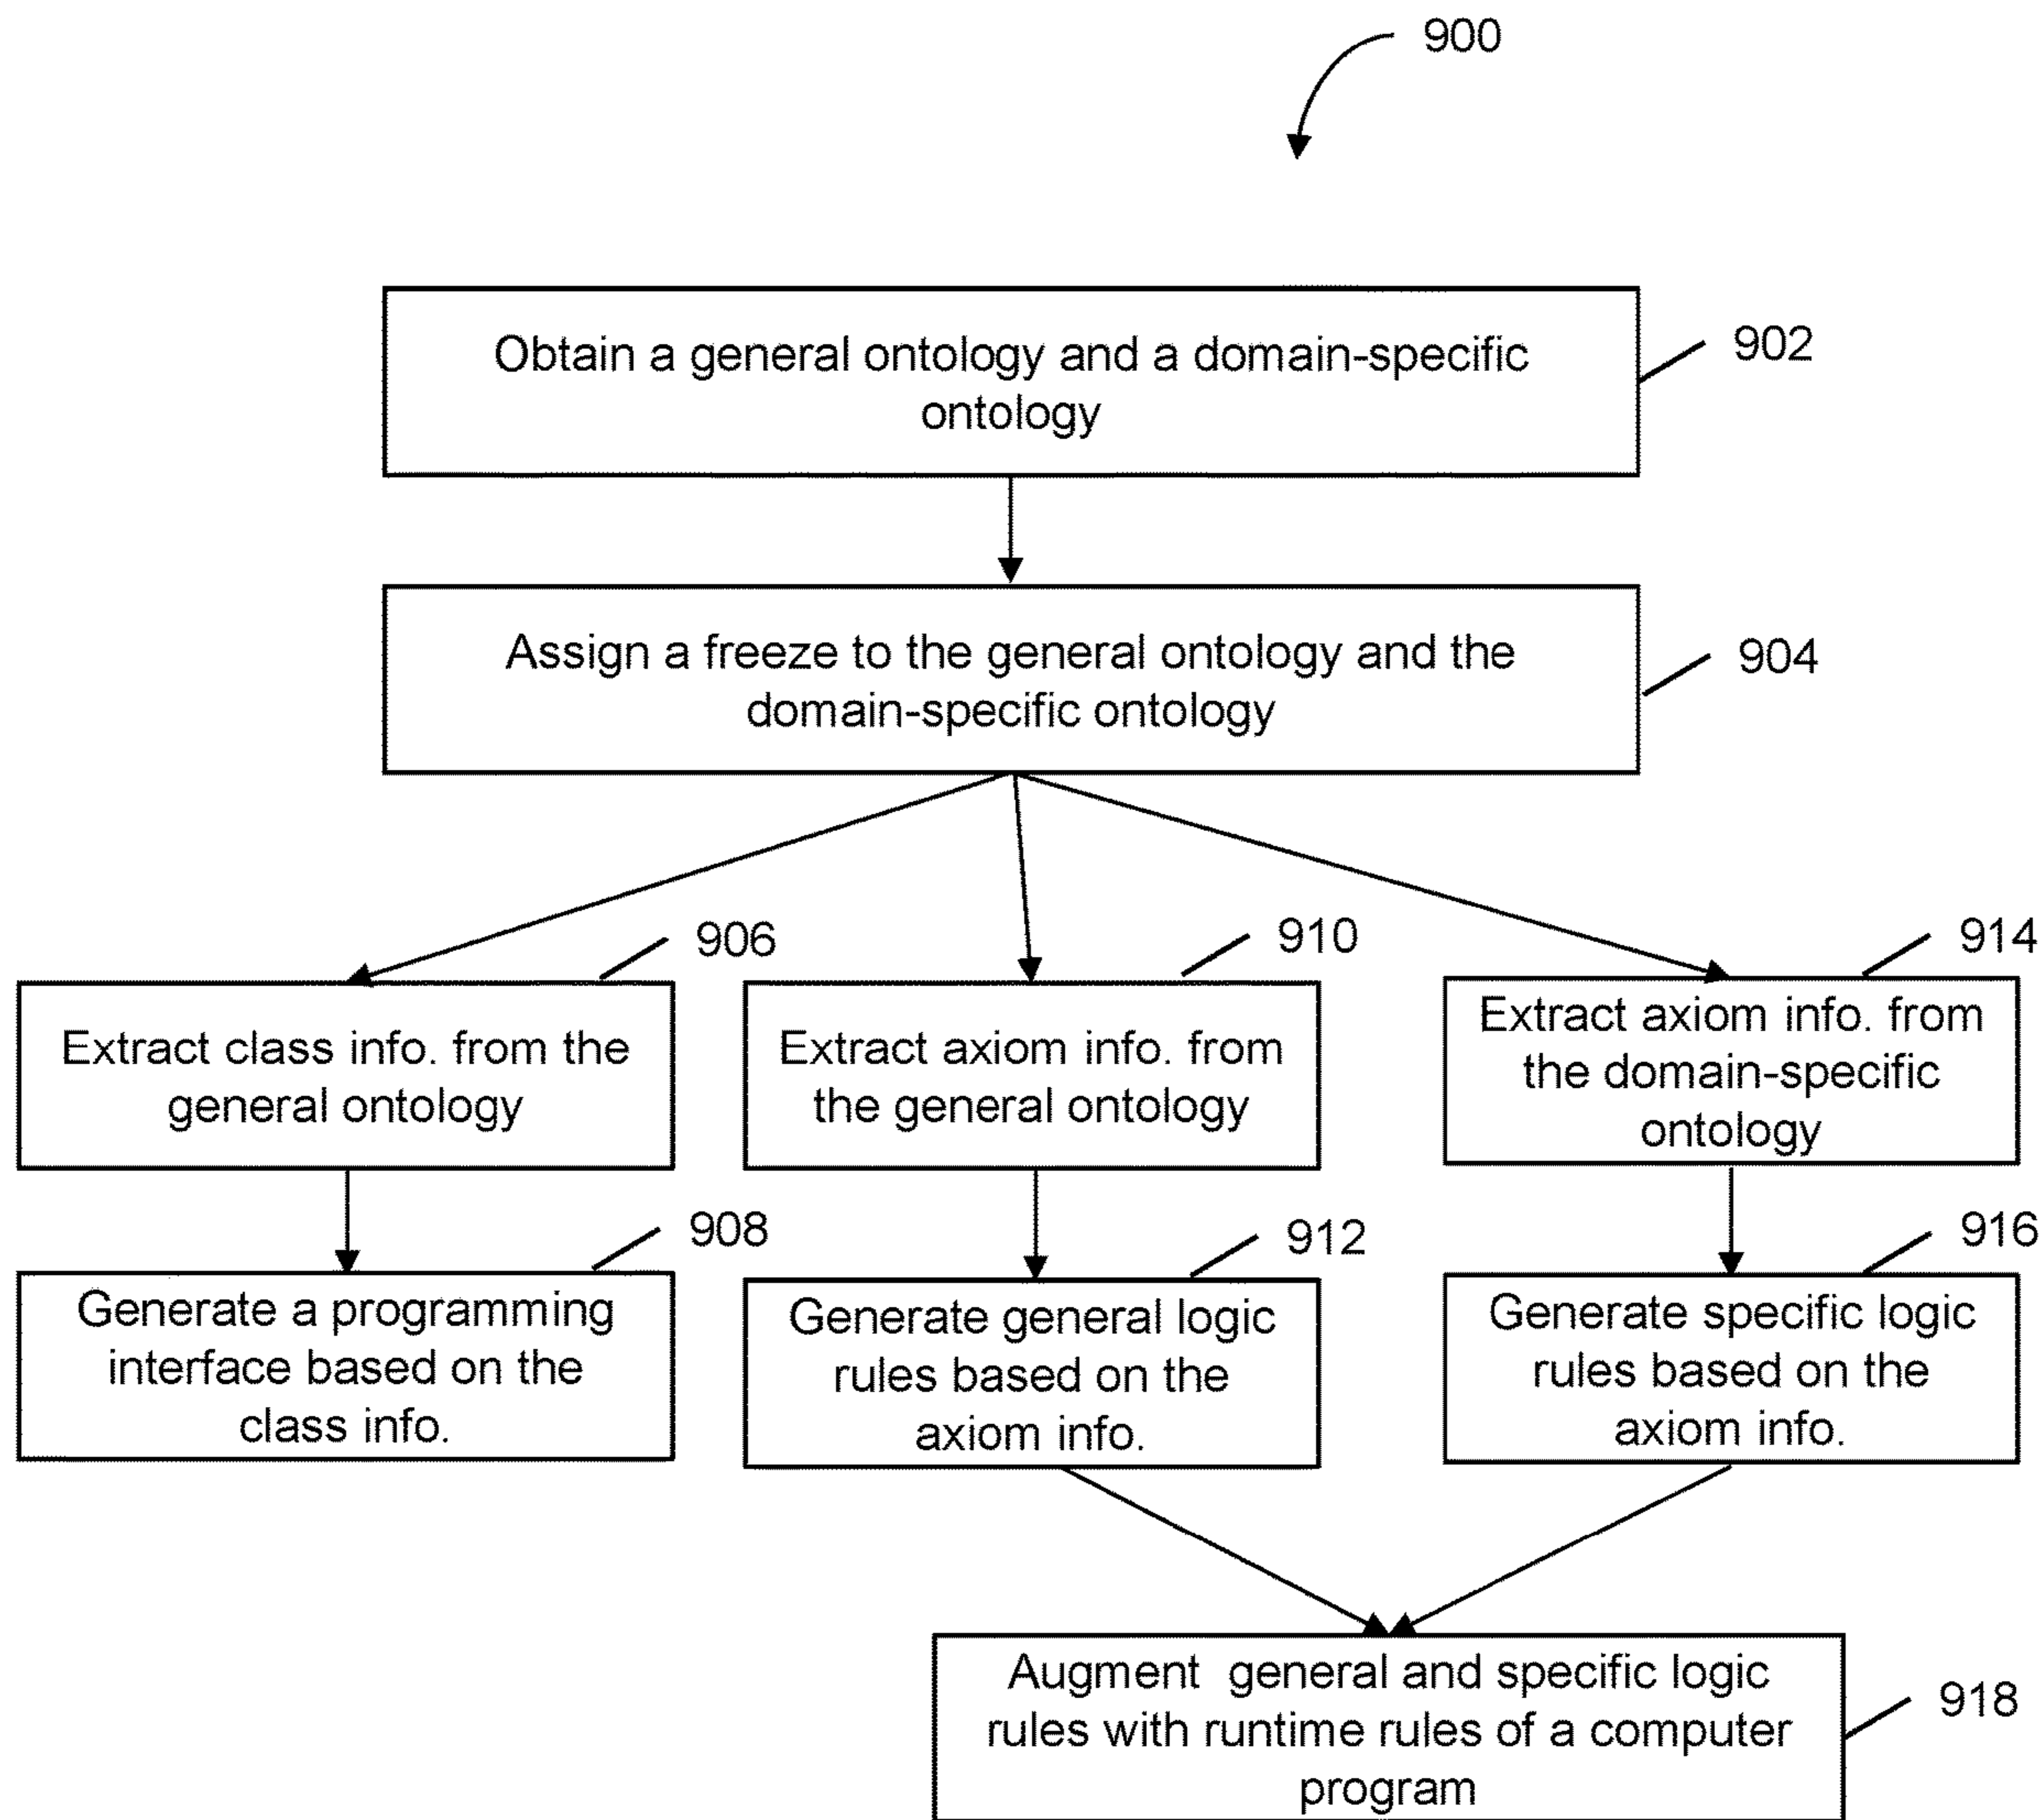 900
Obtain a general ontology and a domain-specific
ontology
902
Assign a freeze to the general ontology and the
domain-specific ontology
904
906
Extract class info. from the
general ontology
910
Extract axiom info. from
the general ontology
914
Extract axiom info. from
the domain-specific
ontology
908
Generate a programming
interface based on the
class info.
912
Generate general logic
rules based on the
axiom info.
916
Generate specific logic
rules based on the
axiom info.
Augment general and specific logic
rules with runtime rules of a computer
program
918